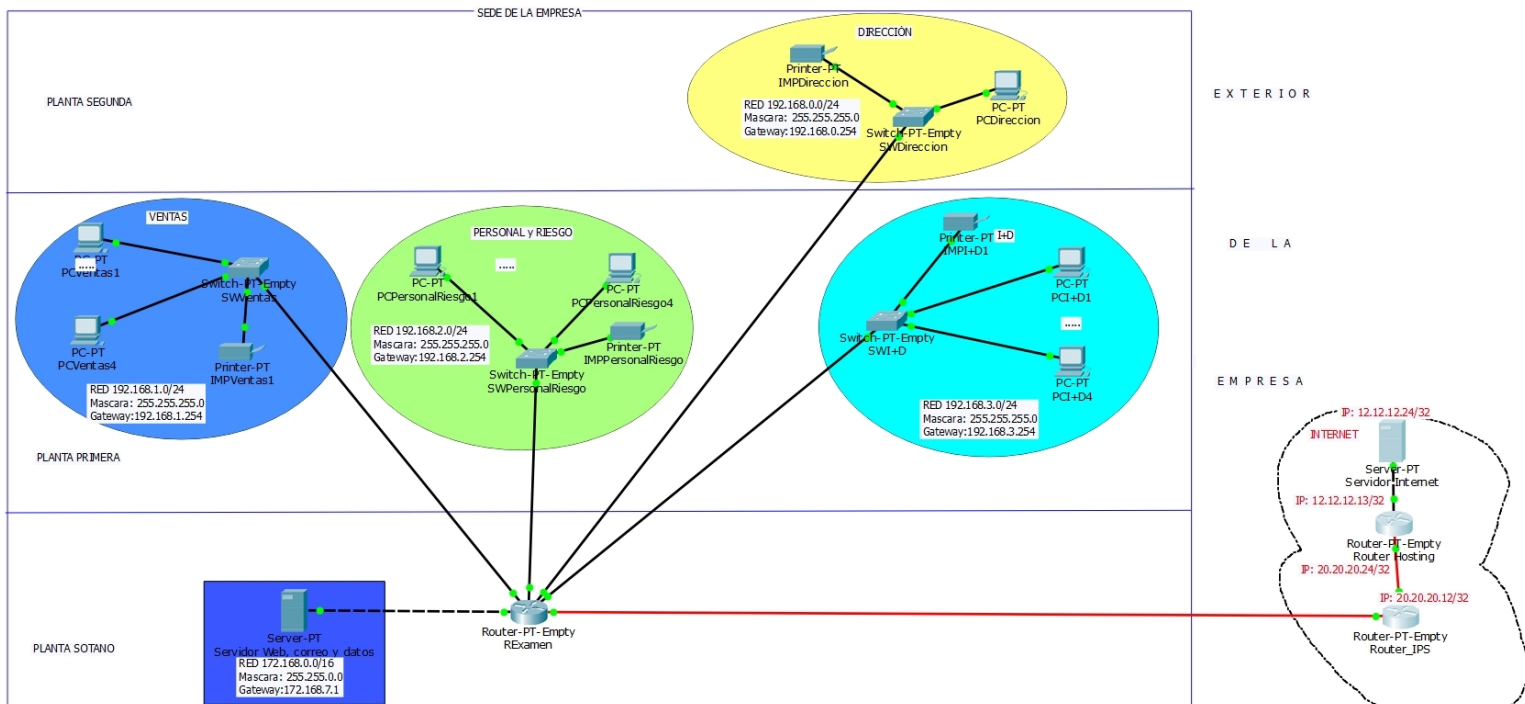 SEDE DE LA EMPRESA
PLANTA SEGUNDA
DIRECCIÓN
Printer-PT
IMPDireccion
RED 192.168.0.0/24
Mascara: 255.255.255.0
Gateway:192.168.0.254
PC-PT
PCDireccion
Switch-PT-Empty
SWDireccion
EXTERIOR
DE LA
EMPRESA
VENTAS
PC-PT
.....
PCVentas1
Switch-PT-Empty
SWVentas
PC-PT
PCVentas4
Printer-PT
IMPVentas1
RED 192.168.1.0/24
Mascara: 255.255.255.0
Gateway:192.168.1.254
PERSONAL y RIESGO
.....
PC-PT
PCPersonalRiesgo1
PC-PT
PCPersonalRiesgo4
RED 192.168.2.0/24
Mascara: 255.255.255.0
Gateway:192.168.2.254
Printer-PT
IMPPersonalRiesgo
Switch-PT-Empty
SWPersonalRiesgo
I+D
Printer-PT
IMPI+D1
PC-PT
PCI+D1
.....
Switch-PT-Empty
SWI+D
PC-PT
PCI+D4
RED 192.168.3.0/24
Mascara: 255.255.255.0
Gateway:192.168.3.254
PLANTA PRIMERA
IP: 12.12.12.24/32
INTERNET
Server-PT
Servidor Internet
IP: 12.12.12.13/32
Router-PT-Empty
Router Hosting
IP: 20.20.20.24/32
IP: 20.20.20.12/32
Router-PT-Empty
Router_IPS
PLANTA SOTANO
Server-PT
Servidor Web, correo y datos
RED 172.168.0.0/16
Mascara: 255.255.0.0
Gateway:172.168.7.1
Router-PT-Empty
RExamen